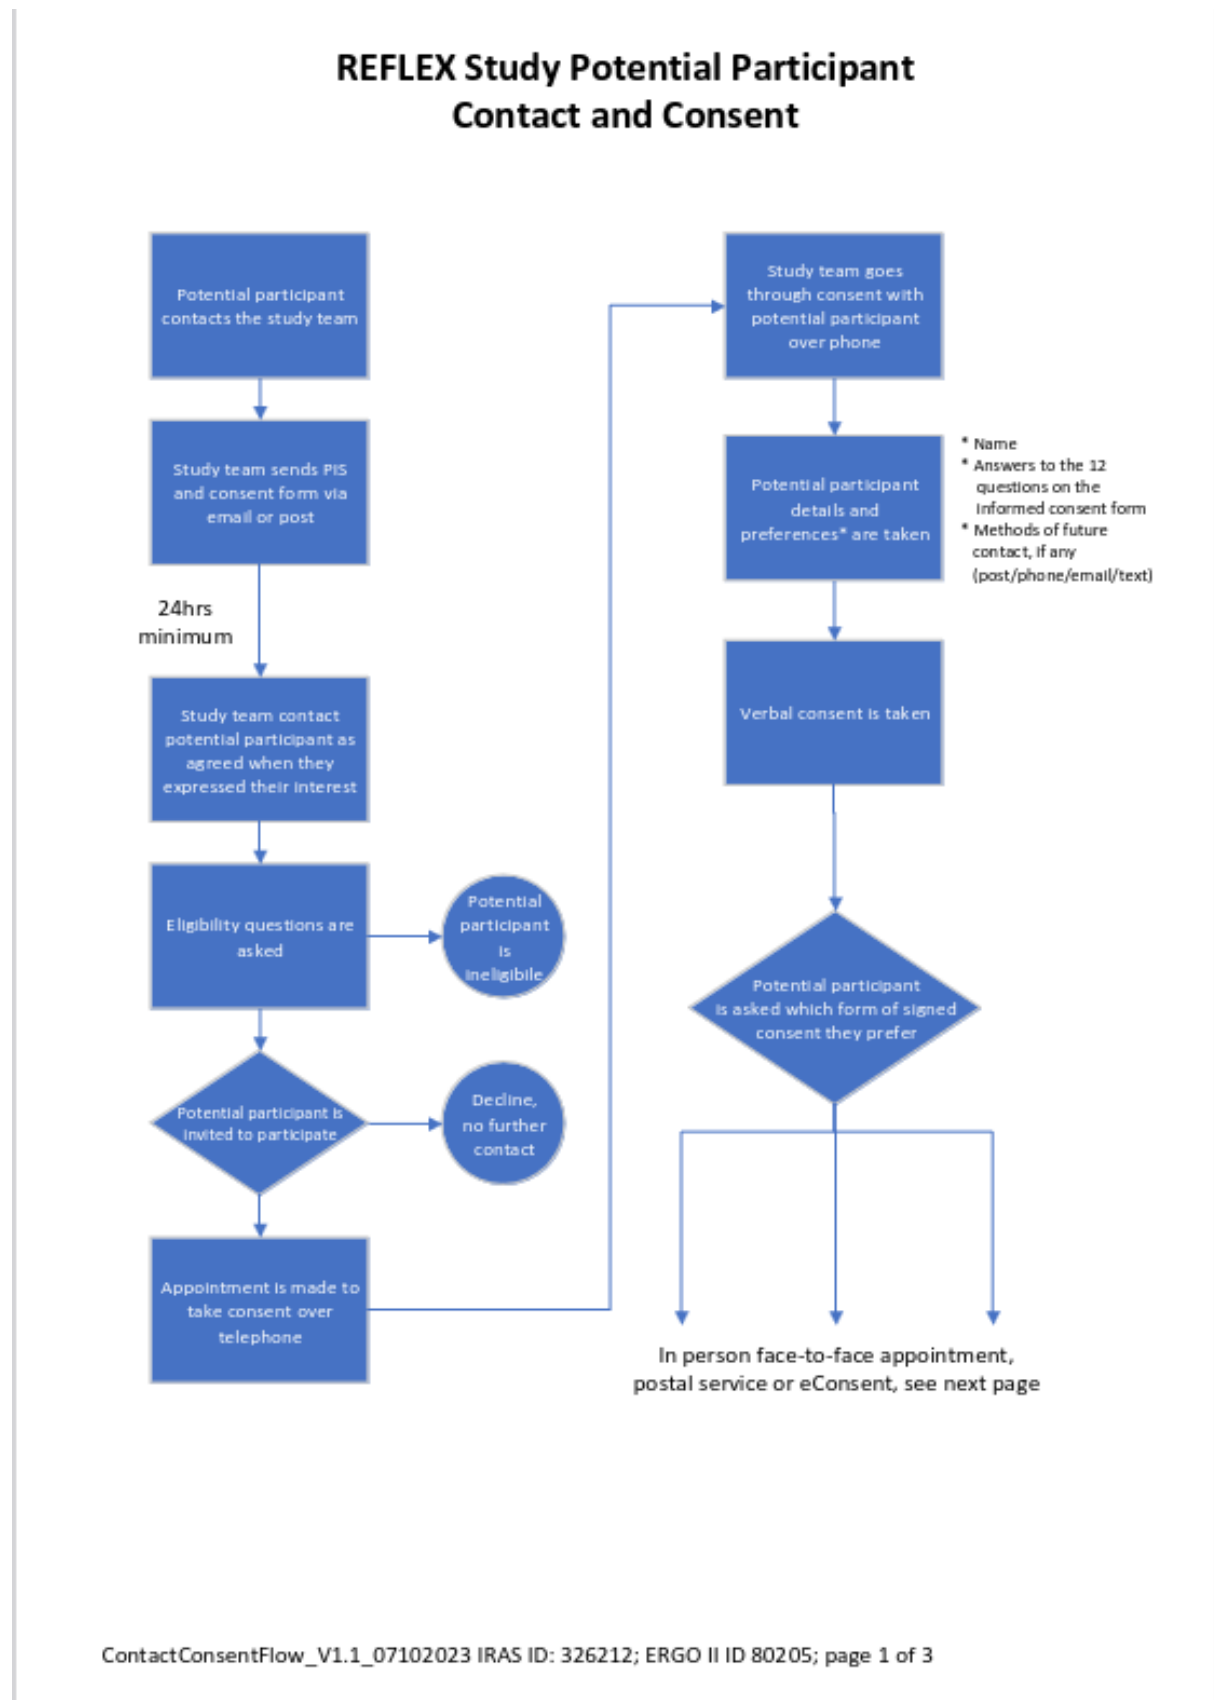 REFLEX Study Potential Participant
Contact and Consent
Potential participant
contacts the study team
Study team sends PIS
and consent form via
email or post
24hrs
minimum
Study team contact
potential participant as
agreed when they
expressed their interest
Eligibility questions are
asked
Potential
participant
is
ineligibile
Potential participant is
invited to participate
Decline,
no further
contact
Appointment is made to
take consent over
telephone
Study team goes
through consent with
potential participant
over phone
Potential participant
details and
preferences* are taken
* Name
* Answers to the 12
questions on the
informed consent form
* Methods of future
contact, if any
(post/phone/email/text)
Verbal consent is taken
Potential participant
is asked which form of signed
consent they prefer
In person face-to-face appointment,
postal service or eConsent, see next page
ContactConsentFlow_V1.1_07102023 IRAS ID: 326212; ERGO II ID 80205; page 1 of 3